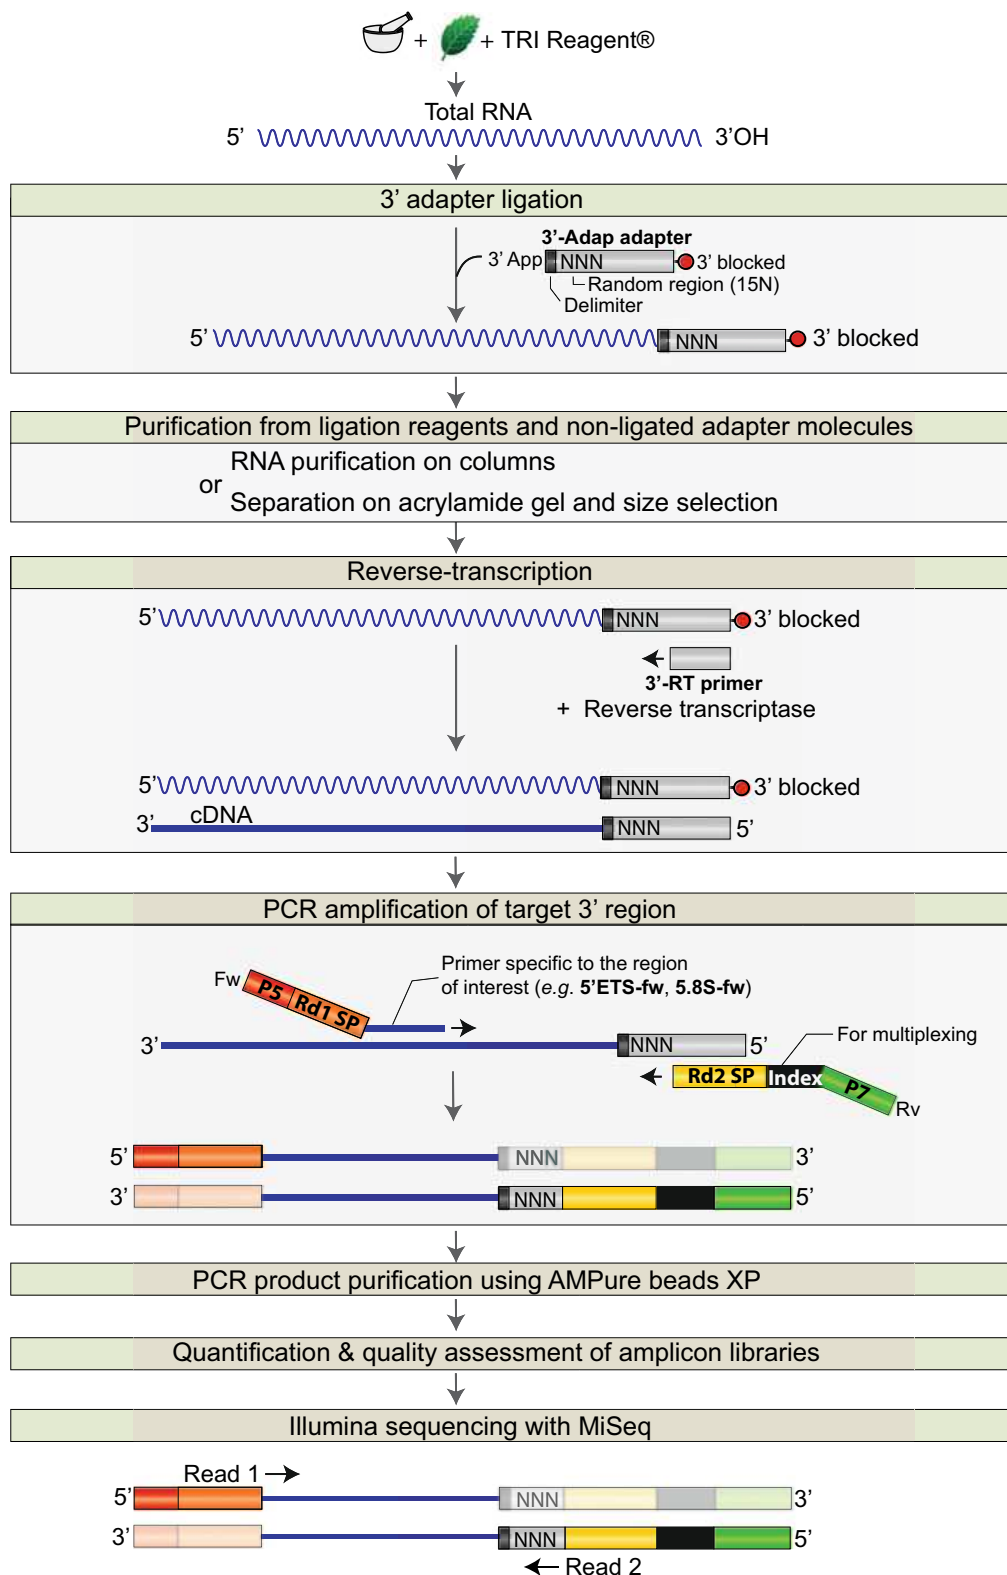 + + TRI Reagent®
Total RNA
5’ 3’OH
3’ adapter ligation
3’-Adap adapter
3’ App NNN 3’ blocked
Random region (15N)
Delimiter
5’ NNN 3’ blocked
Purification from ligation reagents and non-ligated adapter molecules
RNA purification on columns
or
Separation on acrylamide gel and size selection
Reverse-transcription
5’ NNN 3’ blocked
3’-RT primer
+ Reverse transcriptase
5’ NNN 3’ blocked
cDNA
3’ NNN 5’
PCR amplification of target 3’ region
Primer specific to the region
of interest (e.g. 5’ETS-fw, 5.8S-fw)
Fw P5 Rd1 SP
For multiplexing
3’ NNN 5’
Rd2 SP Index P7
Rv
5’ NNN 3’
3’ NNN 5’
PCR product purification using AMPure beads XP
Quantification & quality assessment of amplicon libraries
Illumina sequencing with MiSeq
Read 1
5’ NNN 3’
3’ NNN 5’
Read 2